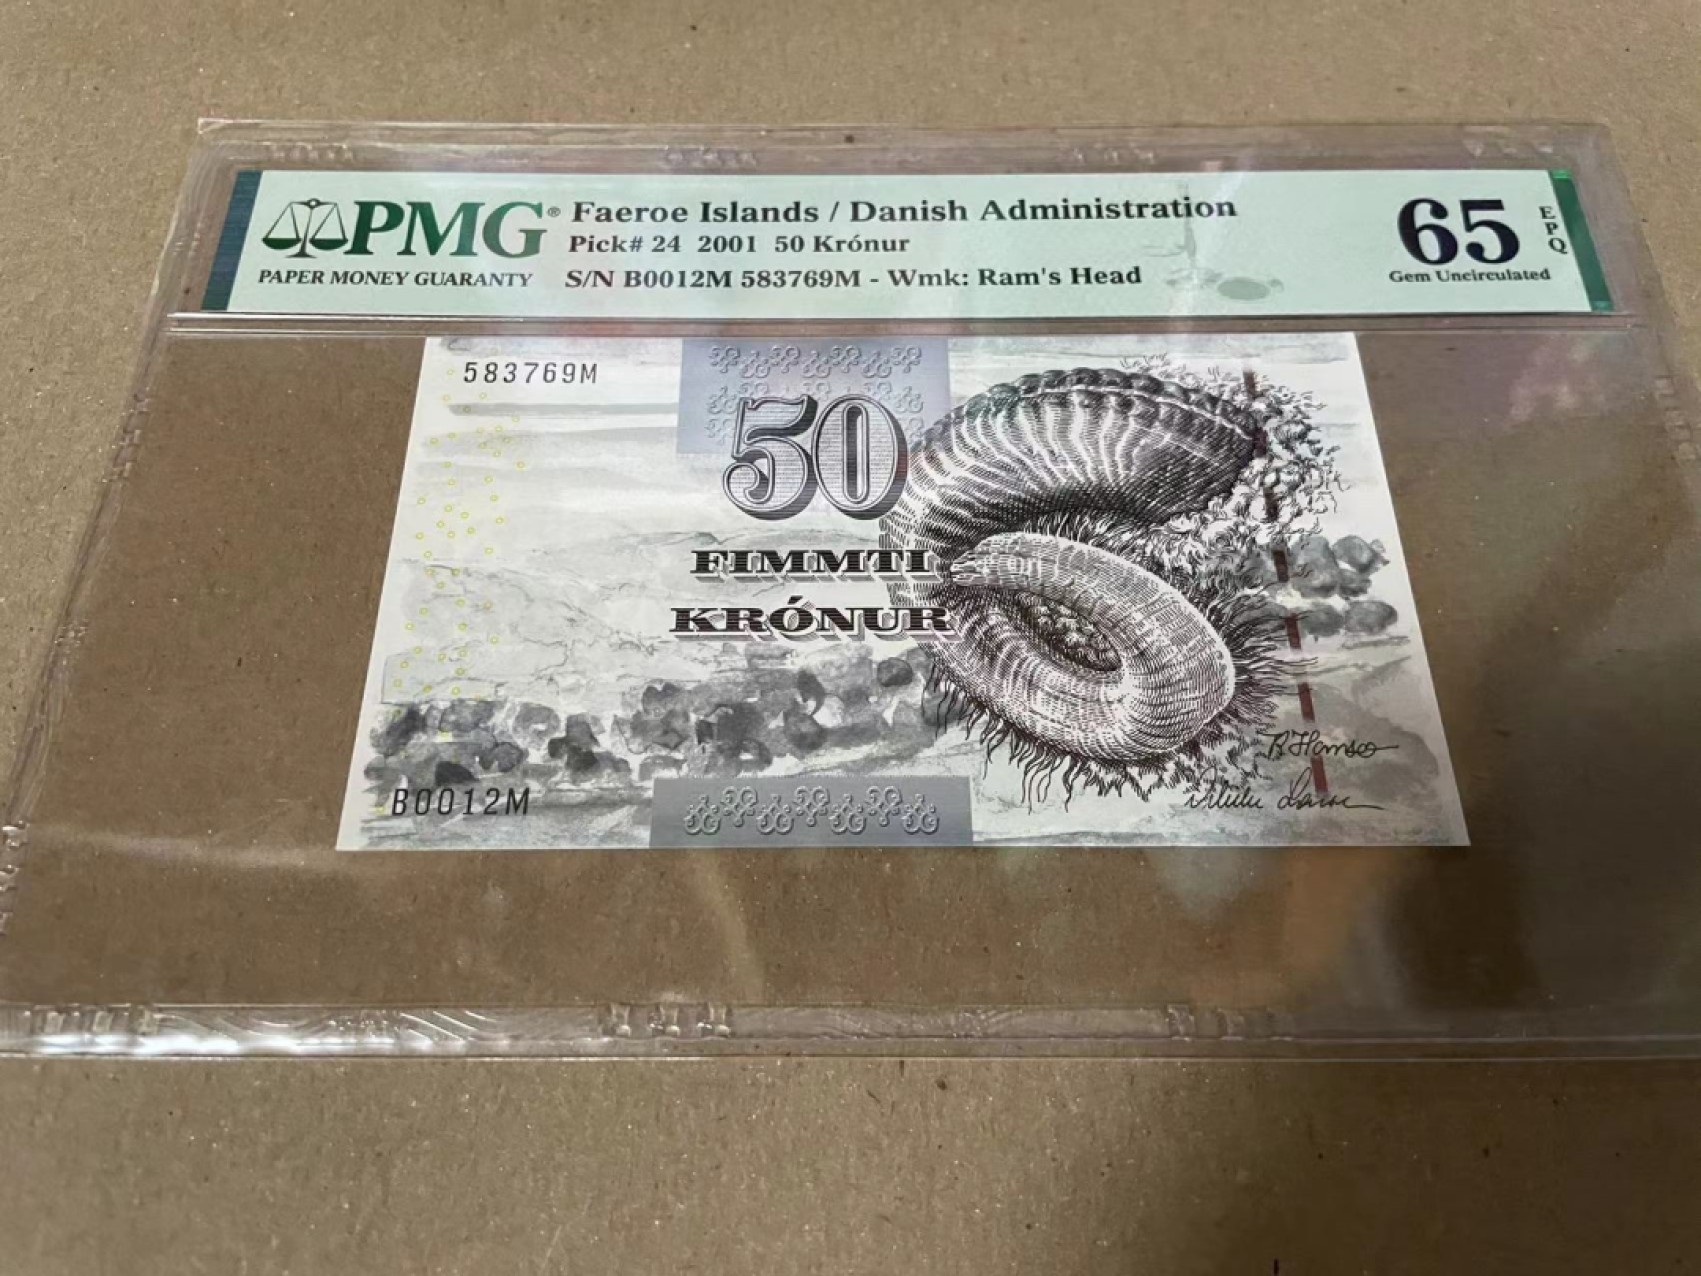 PMG®
PAPER MONEY GUARANTY
Faeroe Islands / Danish Administration
Pick# 24 2001 50 Krónur
S/N B0012M 583769M - Wmk: Ram's Head
65
EPQ
Gem Uncirculated
583769M
50
FIMMTI
KRÓNUR
B0012M